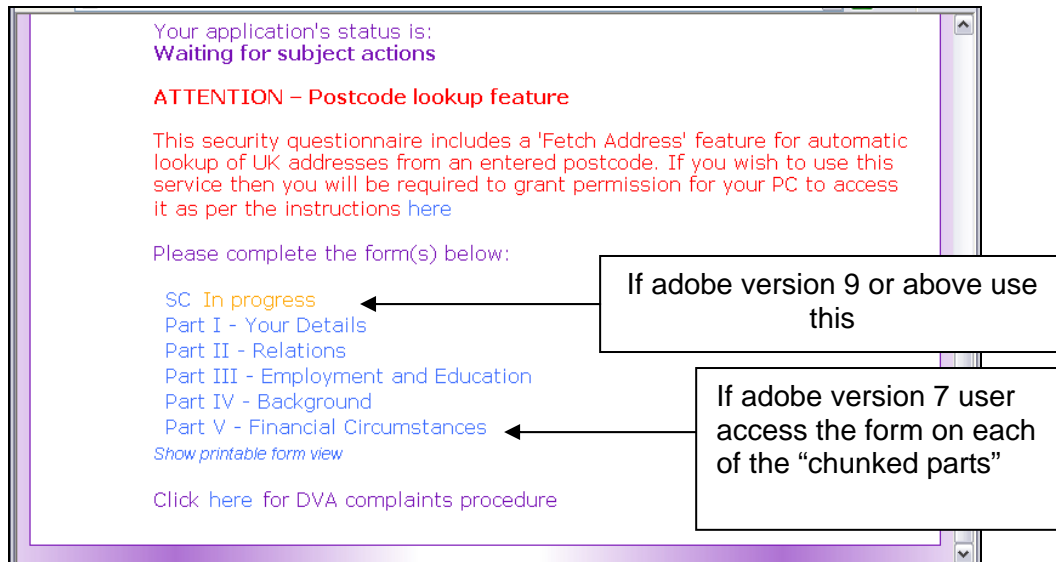 Your application's status is:
Waiting for subject actions
ATTENTION – Postcode lookup feature
This security questionnaire includes a 'Fetch Address' feature for automatic
lookup of UK addresses from an entered postcode. If you wish to use this
service then you will be required to grant permission for your PC to access
it as per the instructions here
Please complete the form(s) below:
SC In progress
Part I - Your Details
Part II - Relations
Part III - Employment and Education
Part IV - Background
Part V - Financial Circumstances
Show printable form view
Click here for DVA complaints procedure
If adobe version 9 or above use
this
If adobe version 7 user
access the form on each
of the “chunked parts”